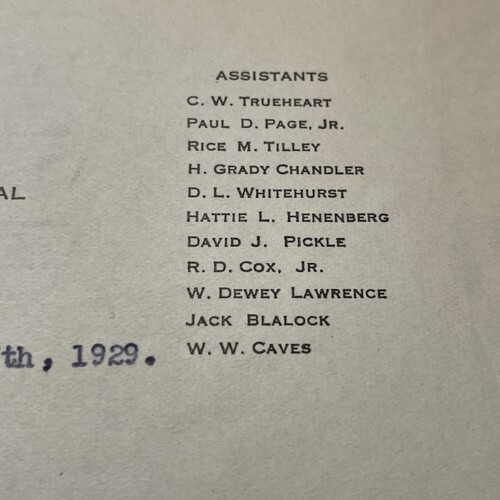 ASSISTANTS
C. W. TRUEHEART
PAUL D. PAGE, JR.
RICE M. TILLEY
H. GRADY CHANDLER
AL
D. L. WHITEHURST
HATTIE L. HENENBERG
DAVID J. PICKLE
R. D. COX, JR.
W. DEWEY LAWRENCE
JACK BLALOCK
th, 1929.
W. W. CAVES